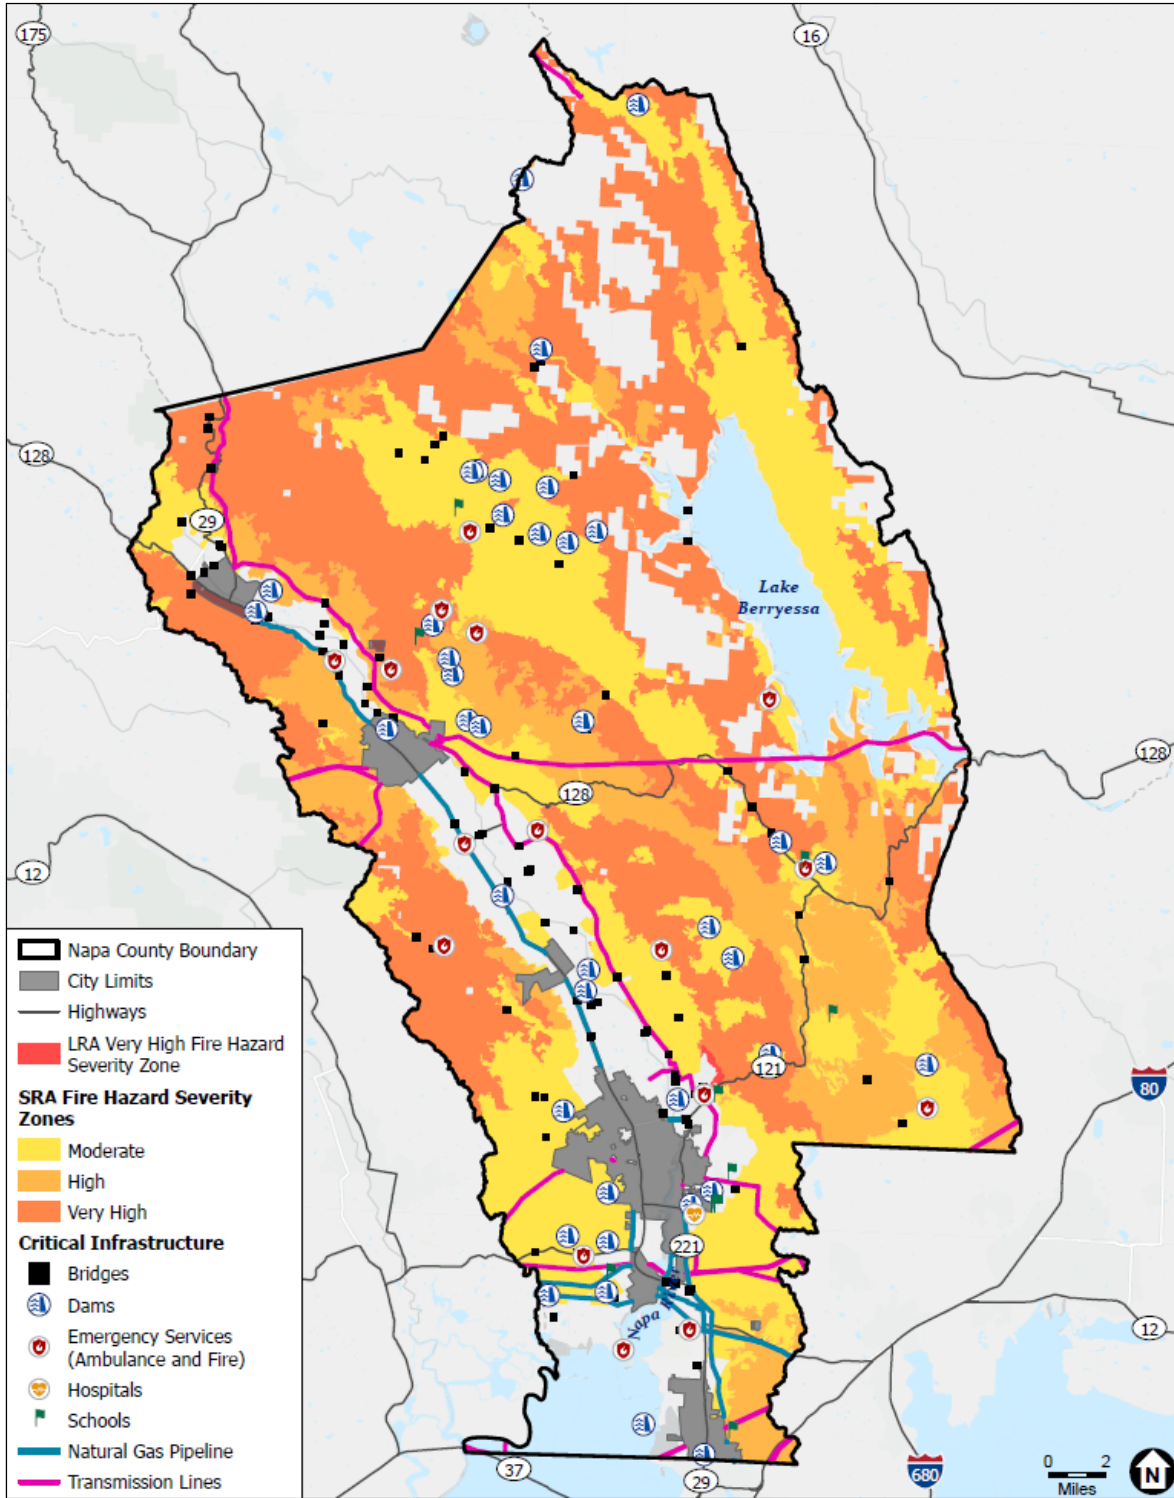 175
16
128
29
Lake
Berryessa
128
128
12
121
80
221
Napa River
12
37
29
680
Napa County Boundary
City Limits
Highways
LRA Very High Fire Hazard
Severity Zone
SRA Fire Hazard Severity
Zones
Moderate
High
Very High
Critical Infrastructure
Bridges
Dams
Emergency Services
(Ambulance and Fire)
Hospitals
Schools
Natural Gas Pipeline
Transmission Lines
0 2
Miles
N